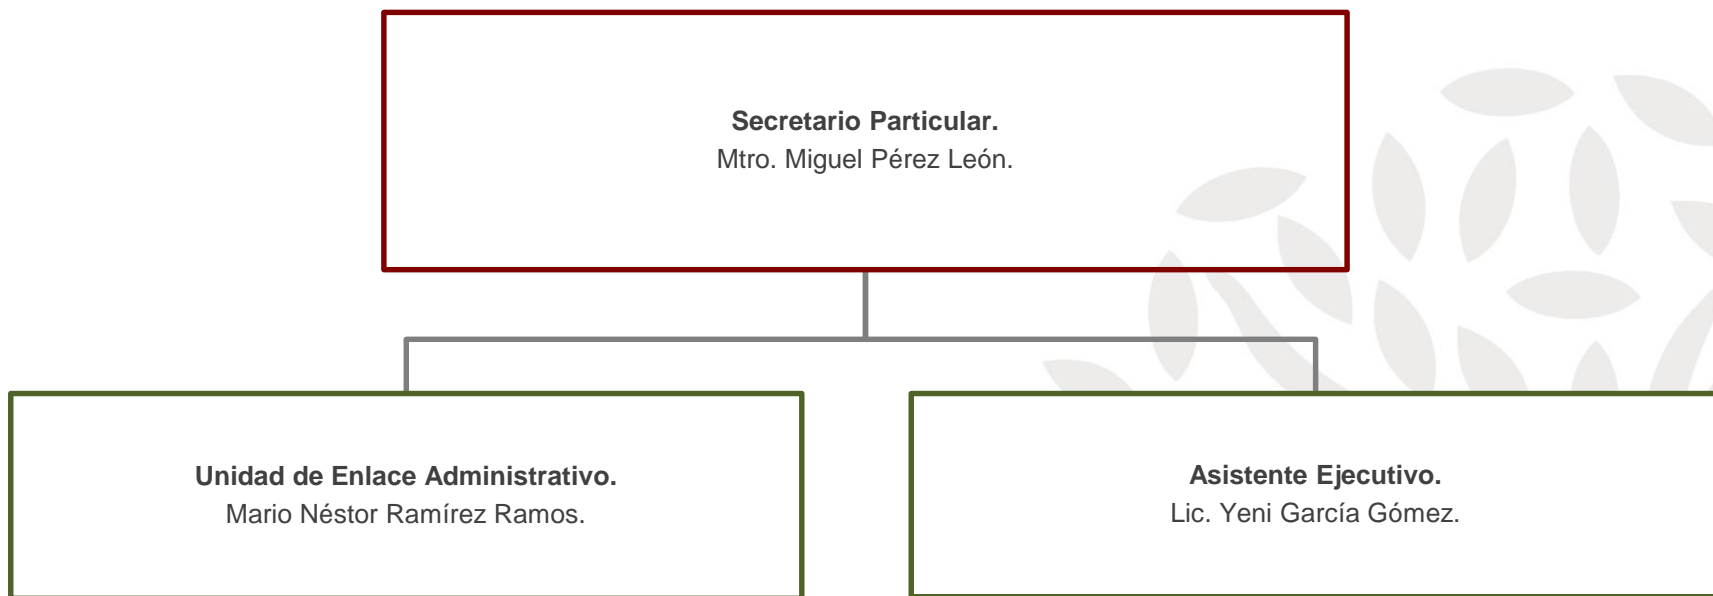 Secretario Particular.
Mtro. Miguel Pérez León.
Unidad de Enlace Administrativo.
Mario Néstor Ramírez Ramos.
Asistente Ejecutivo.
Lic. Yeni García Gómez.